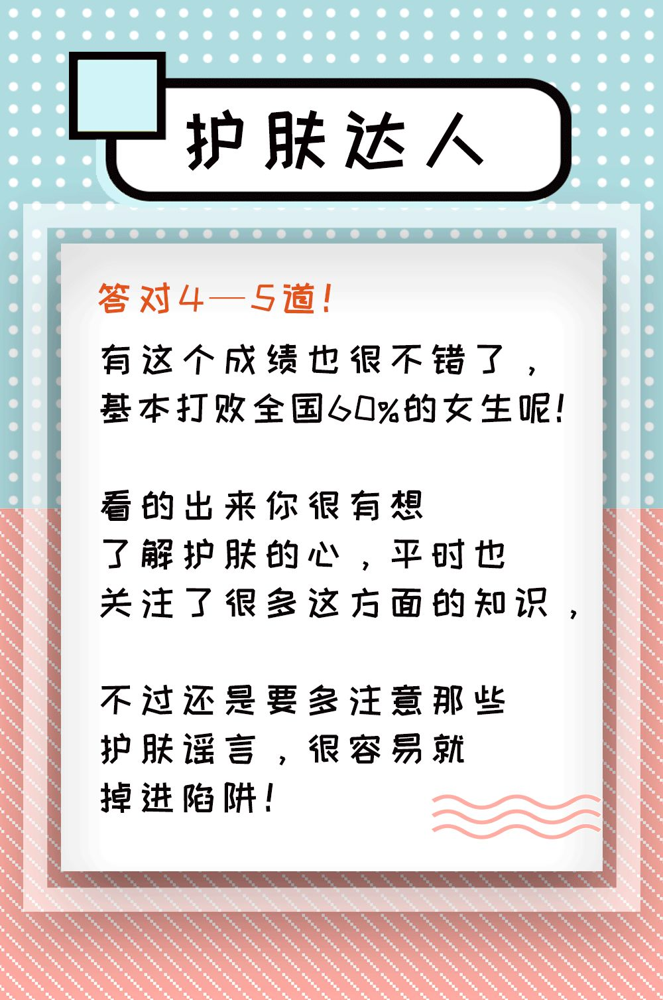 护肤达人
答对4—5道!
有这个成绩也很不错了，
基本打败全国60%的女生呢!
看的出来你很有想
了解护肤的心，平时也
关注了很多这方面的知识，
不过还是要多注意那些
护肤谣言，很容易就
掉进陷阱!